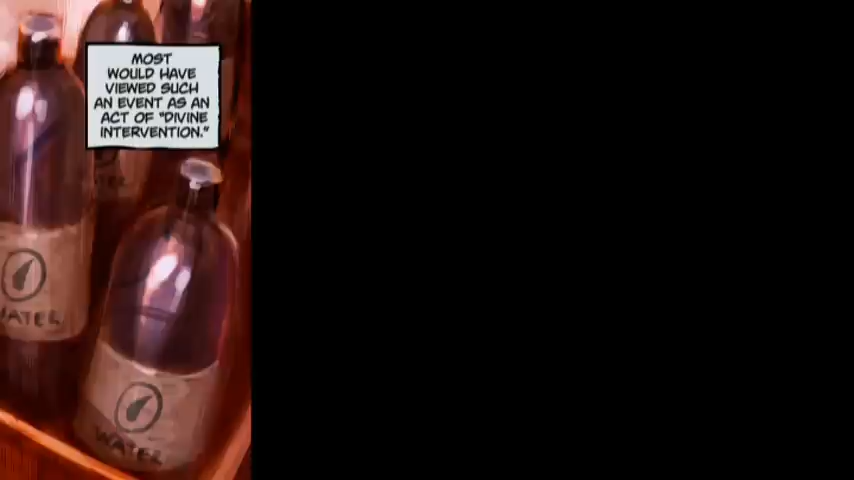 MOST
WOULD HAVE
VIEWED SUCH
AN EVENT AS AN
ACT OF "DIVINE
INTERVENTION."
WATER
WATER